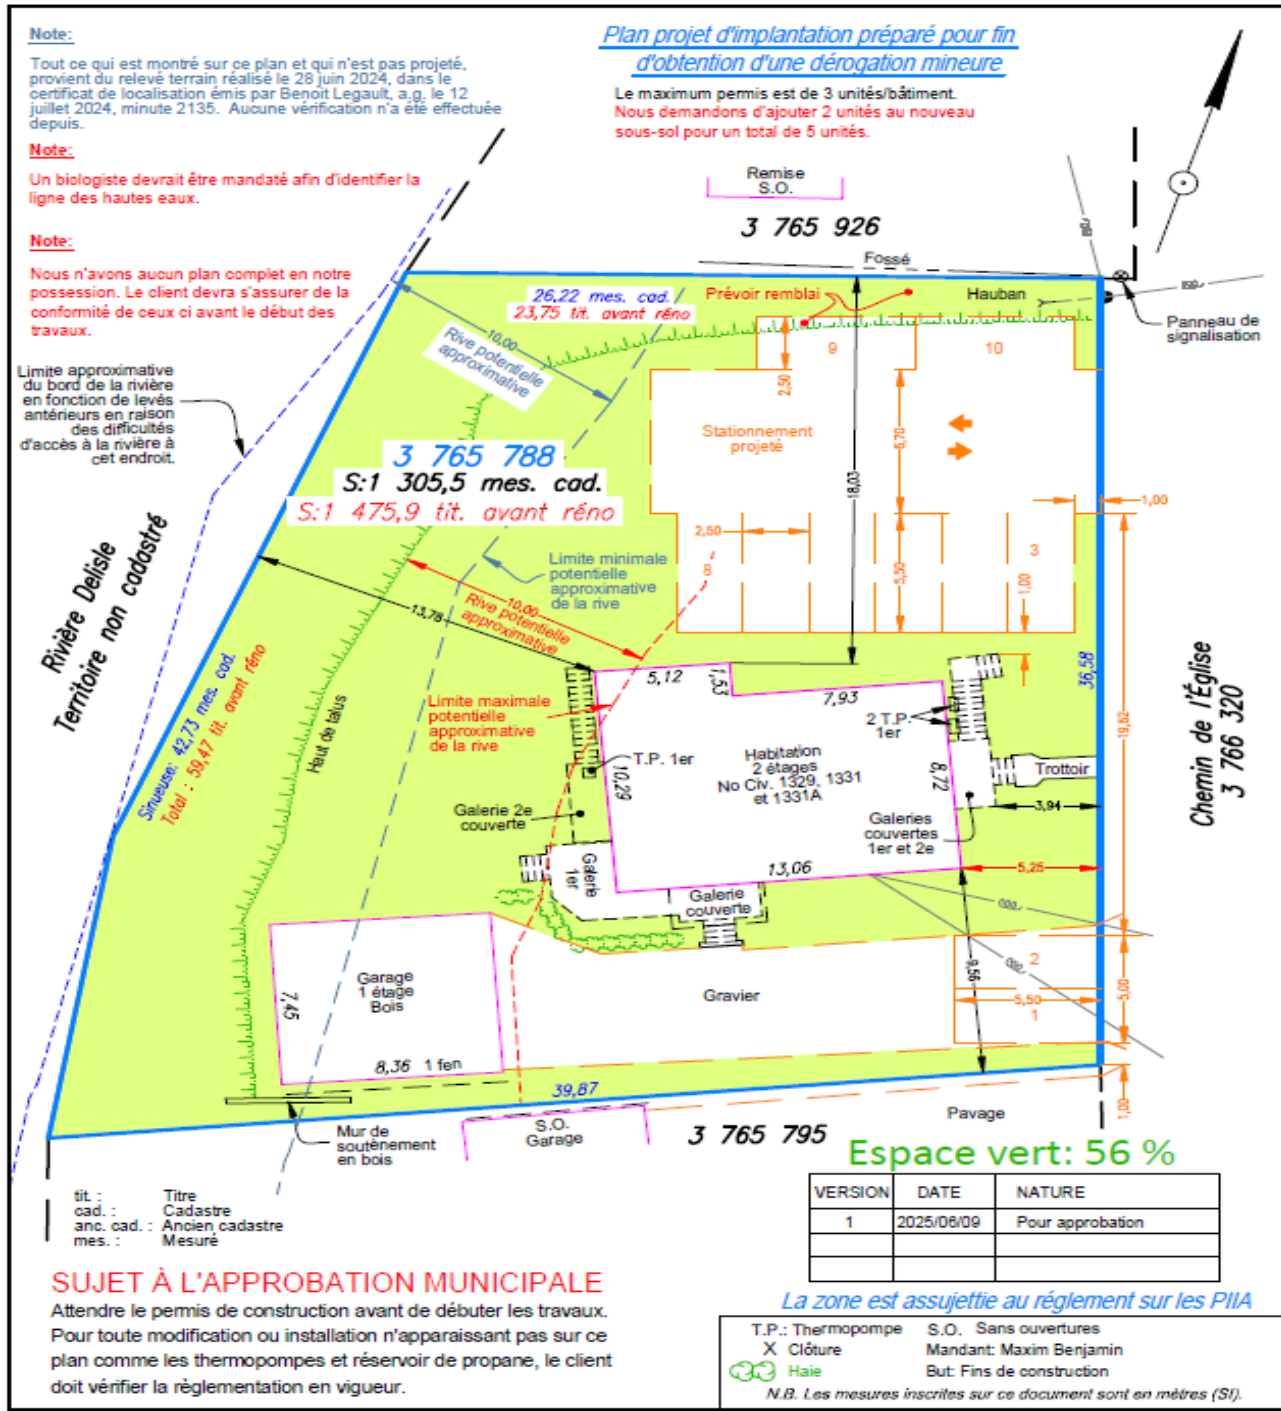 Note:
Tout ce qui est montré sur ce plan et qui n'est pas projeté,
provient du relevé terrain réalisé le 28 juin 2024, dans le
certificat de localisation émis par Benoit Legault, a.g. le 12
juillet 2024, minute 2135. Aucune vérification n'a été effectuée
depuis.
Note:
Un biologiste devrait être mandaté afin d'identifier la
ligne des hautes eaux.
Note:
Nous n'avons aucun plan complet en notre
possession. Le client devra s'assurer de la
conformité de ceux ci avant le début des
travaux.
Plan projet d'implantation préparé pour fin
d'obtention d'une dérogation mineure
Le maximum permis est de 3 unités/bâtiment.
Nous demandons d'ajouter 2 unités au nouveau
sous-sol pour un total de 5 unités.
Remise
S.O.
3 765 926
Fossé
26,22 mes. cad.
23,75 tit. avant réno
Prévoir remblai
Hauban
Panneau de
signalisation
10,00
Rive potentielle
approximative
9
10
2,50
Limite approximative
du bord de la rivière
en fonction de levés
antérieurs en raison
des difficultés
d'accès à la rivière à
cet endroit.
Stationnement
projeté
6,70
18,03
3 765 788
S:1 305,5 mes. cad.
S:1 475,9 tit. avant réno
1,00
2,50
8
5,50
3
1,00
Rivière Delisle
Territoire non cadastré
Limite minimale
potentielle
approximative
de la rive
10,00
Rive potentielle
approximative
13,78
Sinueuse: 42,73 mes. cad.
Total : 59,47 tit. avant réno
Haut de talus
5,12
1,53
7,93
36,58
19,62
Chemin de l'Église
3 766 320
Limite maximale
potentielle
approximative
de la rive
2 T.P.
1er
T.P. 1er
Habitation
2 étages
No Civ. 1329, 1331
et 1331A
10,29
8,72
Trottoir
3,94
Galerie 2e
couverte
Galeries
couvertes
1er et 2e
Galerie
1er
13,06
5,25
Galerie
couverte
9,56
2
5,50
1
5,00
Gravier
Garage
1 étage
Bois
7,45
8,36 1 fen
39,87
1,00
Mur de
soutènement
en bois
S.O.
Garage
Pavage
3 765 795
Espace vert: 56 %
VERSION DATE NATURE
1 2025/06/09 Pour approbation
tit. : Titre
cad. : Cadastre
anc. cad. : Ancien cadastre
mes. : Mesuré
SUJET À L'APPROBATION MUNICIPALE
Attendre le permis de construction avant de débuter les travaux.
Pour toute modification ou installation n'apparaissant pas sur ce
plan comme les thermopompes et réservoir de propane, le client
doit vérifier la règlementation en vigueur.
La zone est assujettie au réglement sur les PIIA
T.P.: Thermopompe S.O. Sans ouvertures
X Clôture Mandant: Maxim Benjamin
Haie But: Fins de construction
N.B. Les mesures inscrites sur ce document sont en mètres (SI).